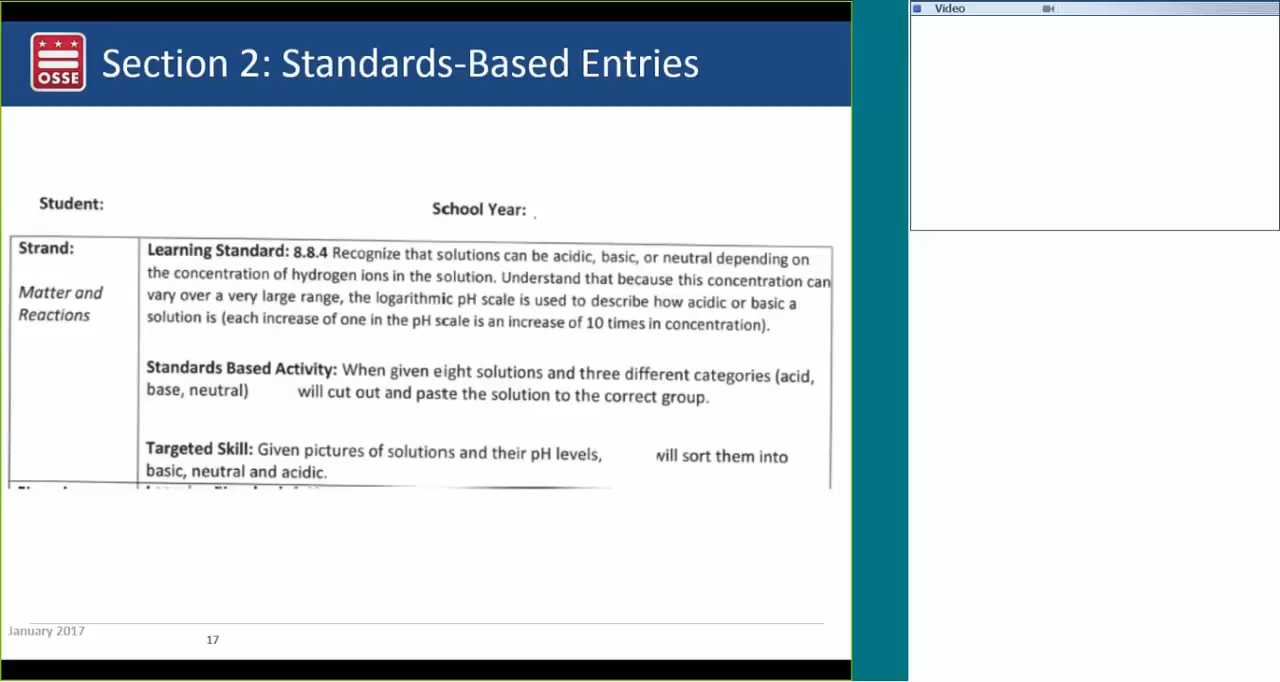 Video
OSSE
Section 2: Standards-Based Entries
Student:
School Year:
Strand:
Matter and
Reactions
Learning Standard: 8.8.4 Recognize that solutions can be acidic, basic, or neutral depending on
the concentration of hydrogen ions in the solution. Understand that because this concentration can
vary over a very large range, the logarithmic pH scale is used to describe how acidic or basic a
solution is (each increase of one in the pH scale is an increase of 10 times in concentration).
Standards Based Activity: When given eight solutions and three different categories (acid,
base, neutral) will cut out and paste the solution to the correct group.
Targeted Skill: Given pictures of solutions and their pH levels, will sort them into
basic, neutral and acidic.
January 2017
17